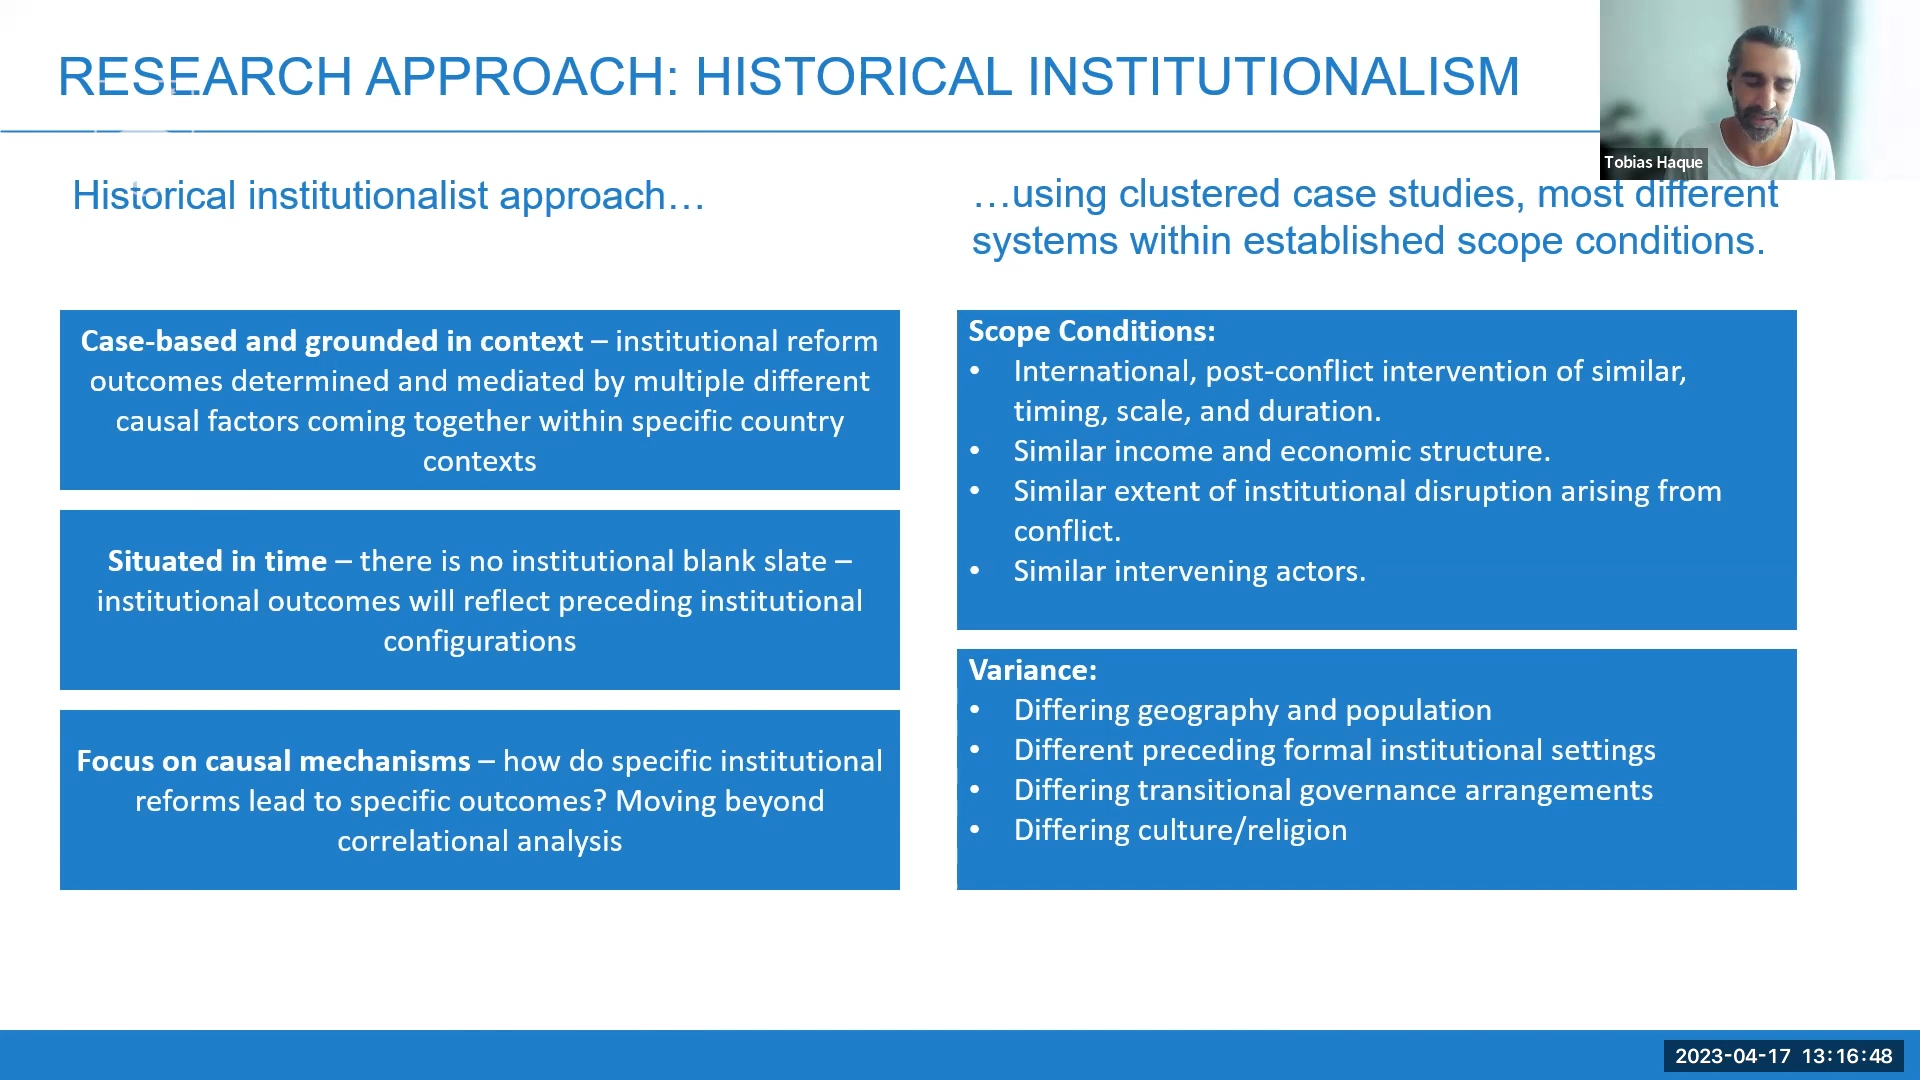 RESEARCH APPROACH: HISTORICAL INSTITUTIONALISM
Tobias Haque
Historical institutionalist approach…
Case-based and grounded in context – institutional reform
outcomes determined and mediated by multiple different
causal factors coming together within specific country
contexts
Situated in time – there is no institutional blank slate –
institutional outcomes will reflect preceding institutional
configurations
Focus on causal mechanisms – how do specific institutional
reforms lead to specific outcomes? Moving beyond
correlational analysis
…using clustered case studies, most different
systems within established scope conditions.
Scope Conditions:
• International, post-conflict intervention of similar,
timing, scale, and duration.
• Similar income and economic structure.
• Similar extent of institutional disruption arising from
conflict.
• Similar intervening actors.
Variance:
• Differing geography and population
• Different preceding formal institutional settings
• Differing transitional governance arrangements
• Differing culture/religion
2023-04-17 13:16:48